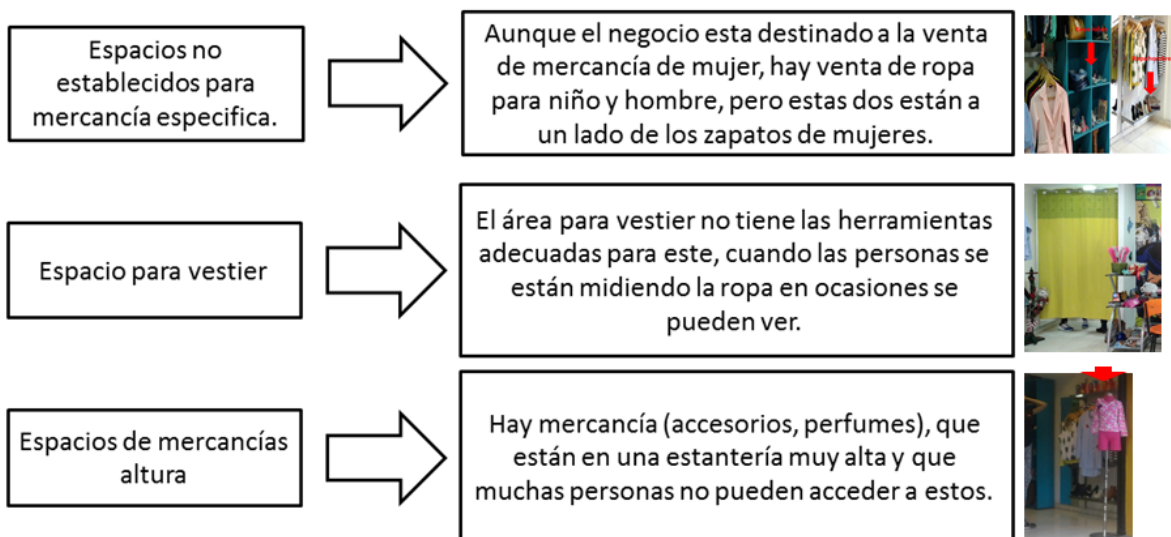 Espacios no
establecidos para
mercancía especifica.
Aunque el negocio esta destinado a la venta
de mercancía de mujer, hay venta de ropa
para niño y hombre, pero estas dos están a
un lado de los zapatos de mujeres.
Espacio para vestier
El área para vestier no tiene las herramientas
adecuadas para este, cuando las personas se
están midiendo la ropa en ocasiones se
pueden ver.
Espacios de mercancías
altura
Hay mercancía (accesorios, perfumes), que
están en una estantería muy alta y que
muchas personas no pueden acceder a estos.